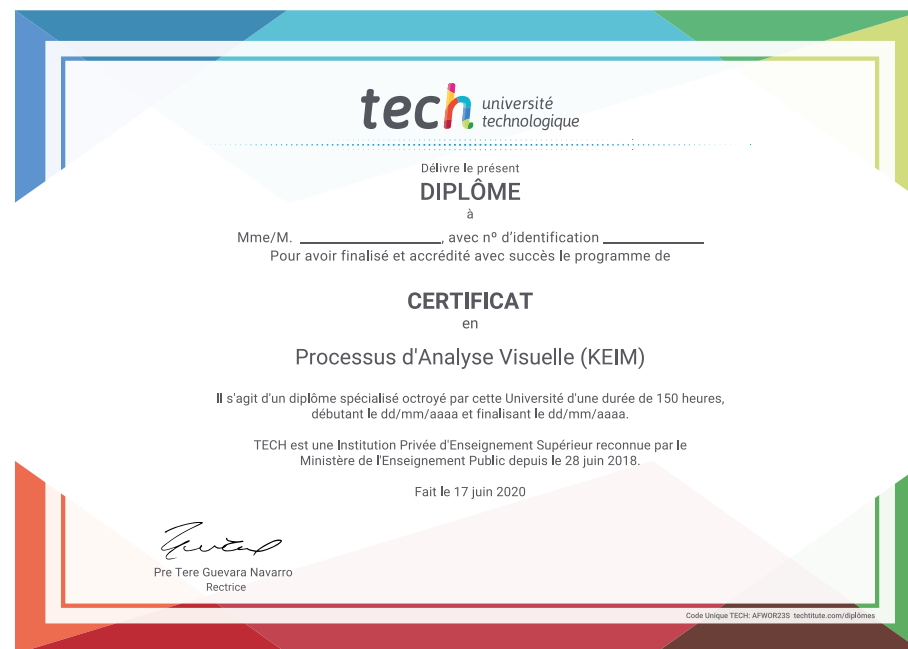 tech université
technologique
Délivre le présent
DIPLÔME
à
Mme/M. ____________________, avec nº d'identification ______________
Pour avoir finalisé et accrédité avec succès le programme de
CERTIFICAT
en
Processus d'Analyse Visuelle (KEIM)
Il s'agit d'un diplôme spécialisé octroyé par cette Université d'une durée de 150 heures,
débutant le dd/mm/aaaa et finalisant le dd/mm/aaaa.
TECH est une Institution Privée d'Enseignement Supérieur reconnue par le
Ministère de l'Enseignement Public depuis le 28 juin 2018.
Fait le 17 juin 2020
Pre Tere Guevara Navarro
Rectrice
Code Unique TECH: AFWOR23S techtitute.com/diplômes